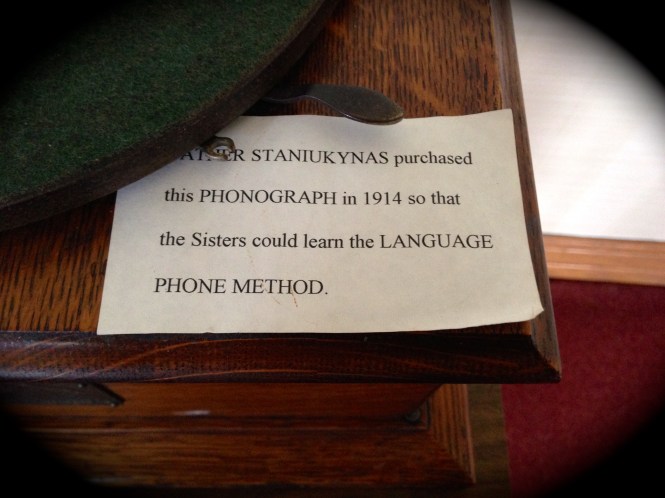 STANIUKYNAS purchased
this PHONOGRAPH in 1914 so that
the Sisters could learn the LANGUAGE
PHONE METHOD.